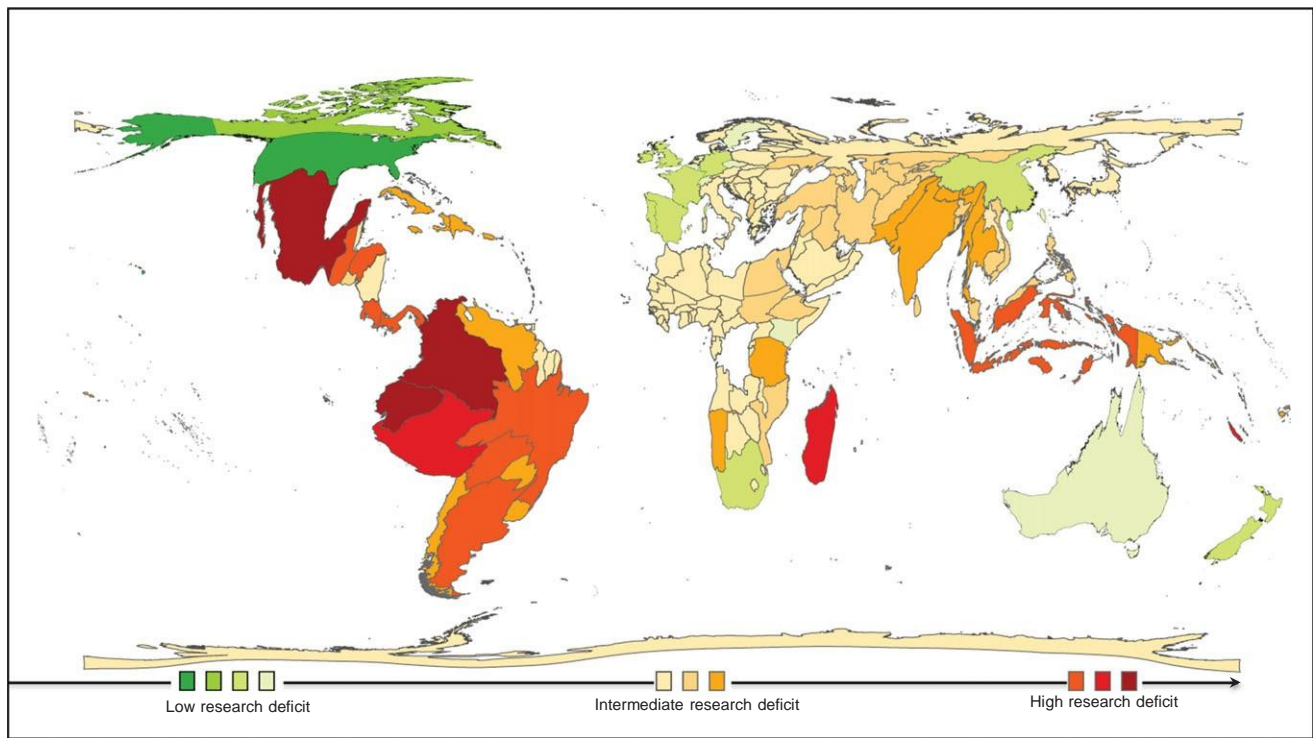 Low research deficit
Intermediate research deficit
High research deficit